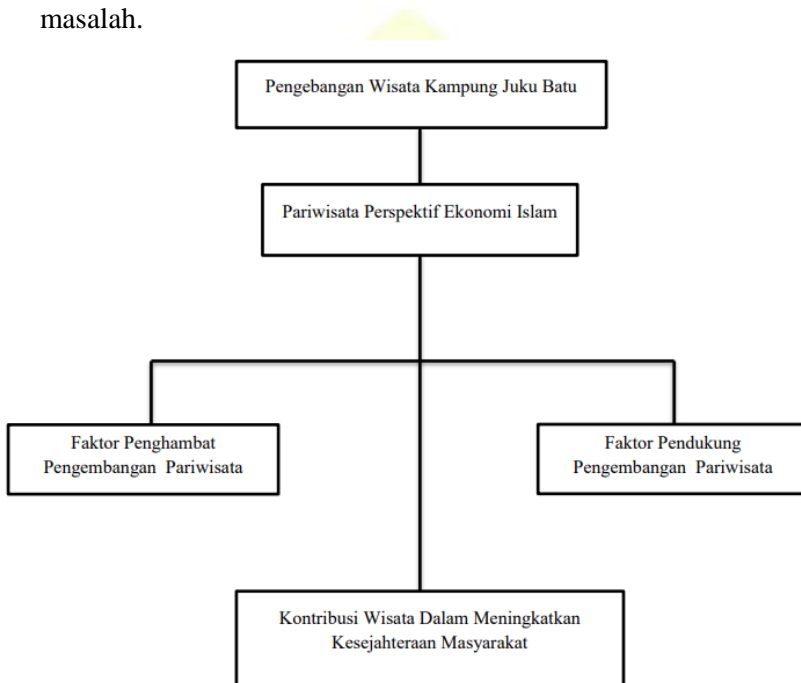 masalah.
Pengebangan Wisata Kampung Juku Batu
Pariwisata Perspektif Ekonomi Islam
Faktor Penghambat
Pengembangan Pariwisata
Faktor Pendukung
Pengembangan Pariwisata
Kontribusi Wisata Dalam Meningkatkan
Kesejahteraan Masyarakat